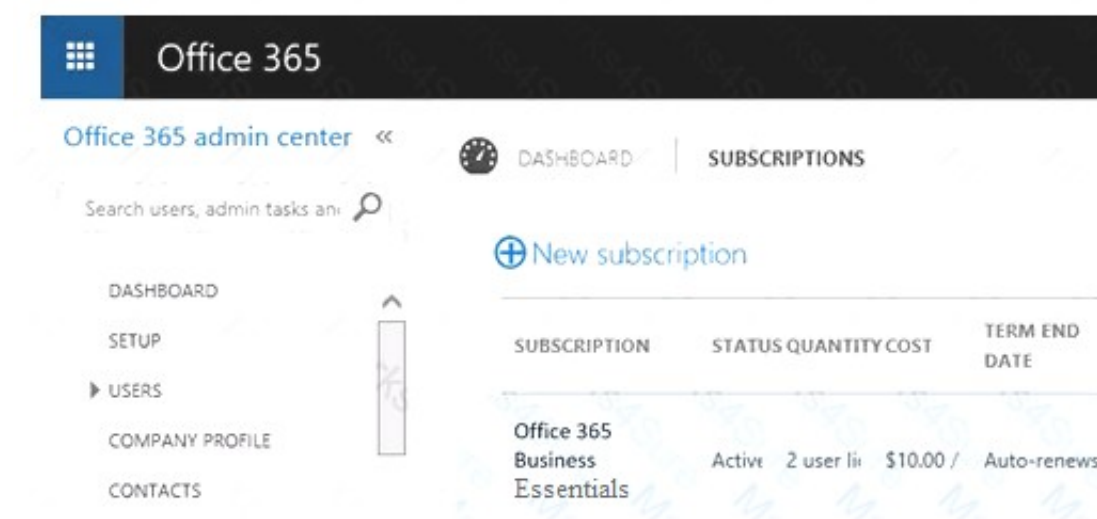 Office 365
Office 365 admin center «
DASHBOARD
SUBSCRIPTIONS
Search users, admin tasks an
New subscription
DASHBOARD
SETUP
USERS
COMPANY PROFILE
CONTACTS
SUBSCRIPTION STATUS QUANTITY COST TERM END
DATE
Office 365
Business Active 2 user li $10.00 / Auto-renews
Essentials